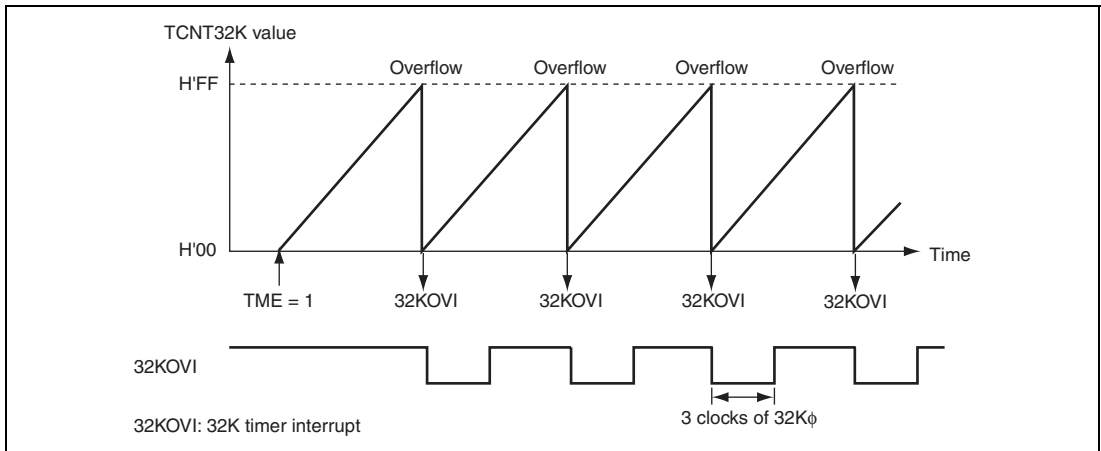 TCNT32K value
Overflow Overflow Overflow Overflow
H'FF
H'00
Time
TME = 1 32KOVI 32KOVI 32KOVI 32KOVI
32KOVI
3 clocks of 32Kϕ
32KOVI: 32K timer interrupt